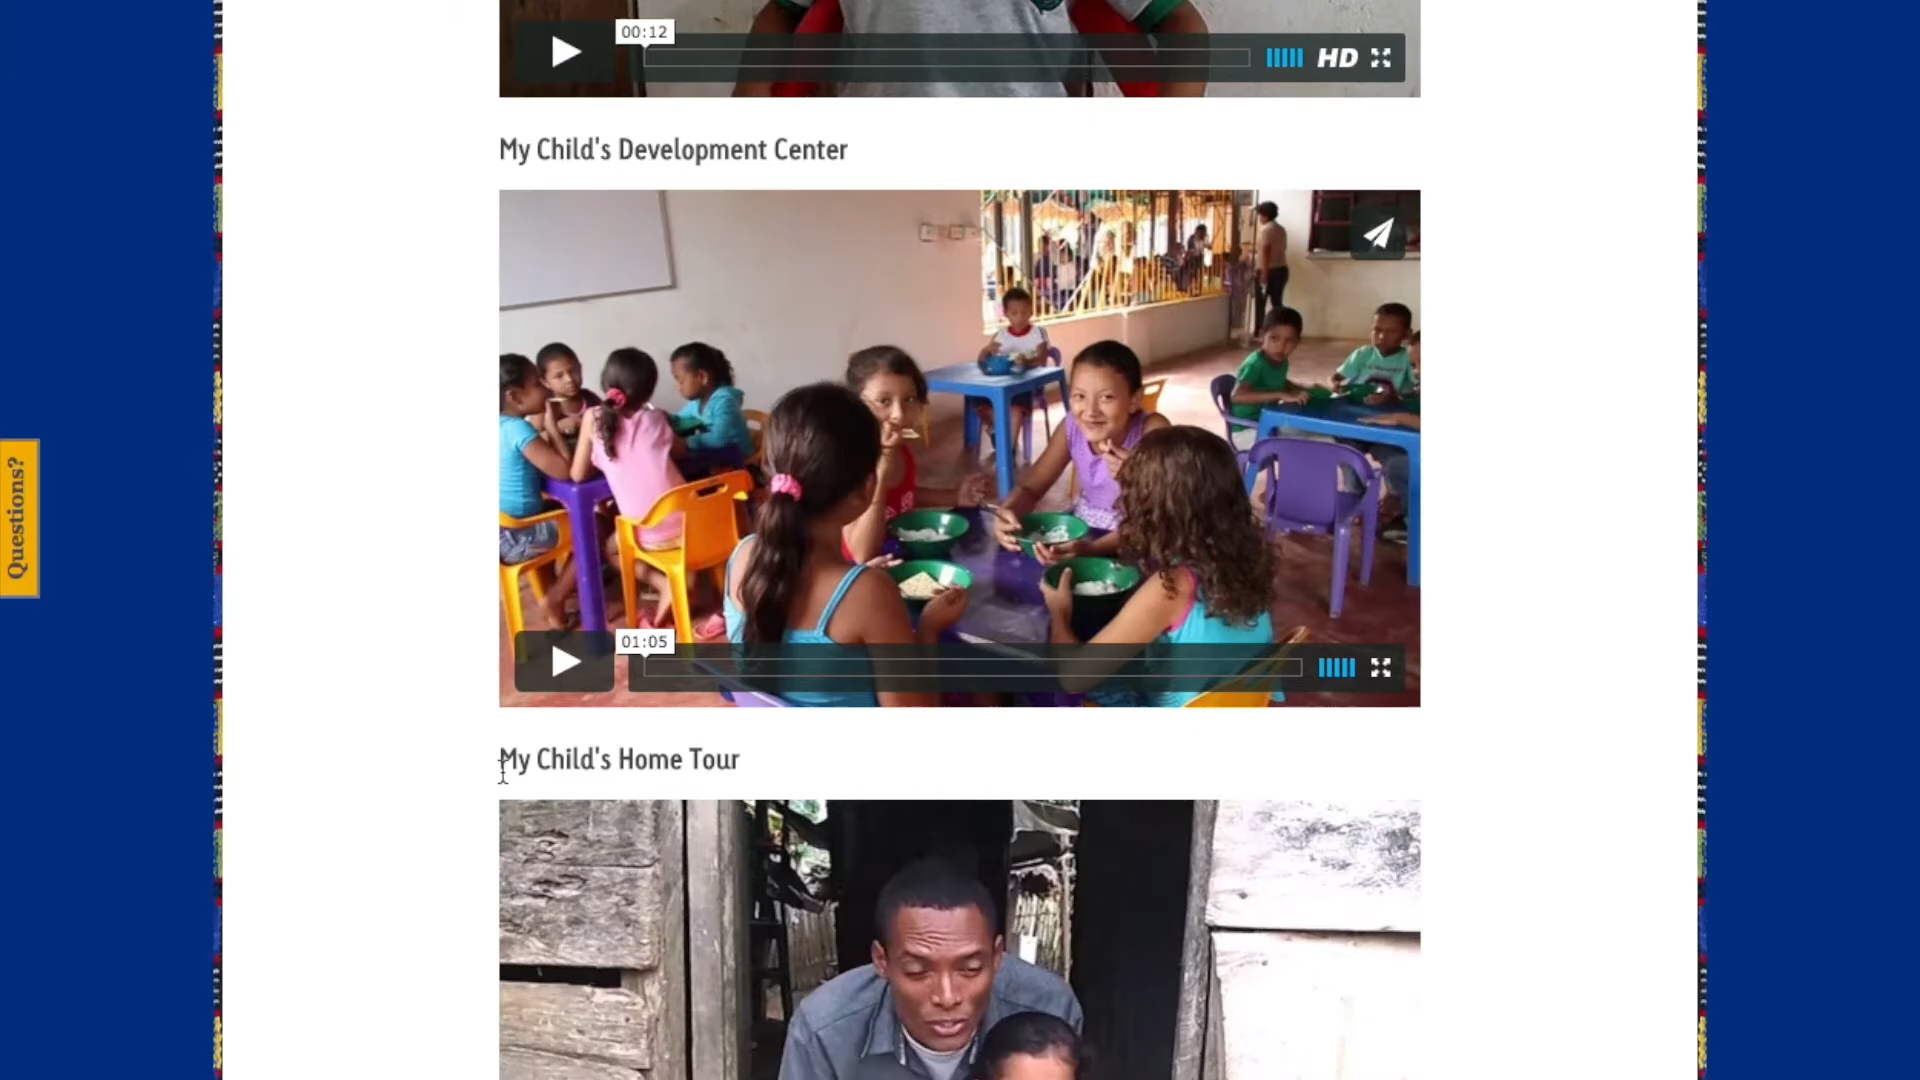 00:12
HD
My Child's Development Center
Questions?
01:05
My Child's Home Tour